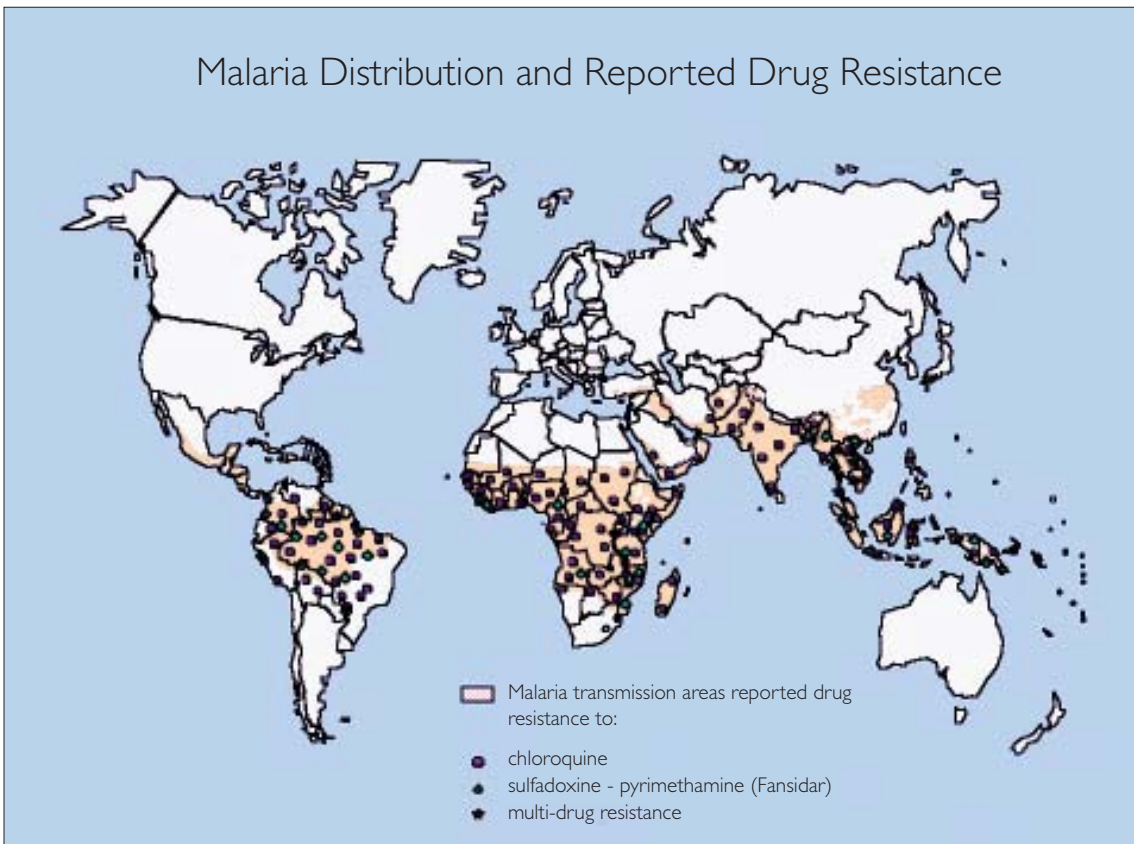 Malaria Distribution and Reported Drug Resistance
Malaria transmission areas reported drug
resistance to:
chloroquine
sulfadoxine - pyrimethamine (Fansidar)
multi-drug resistance